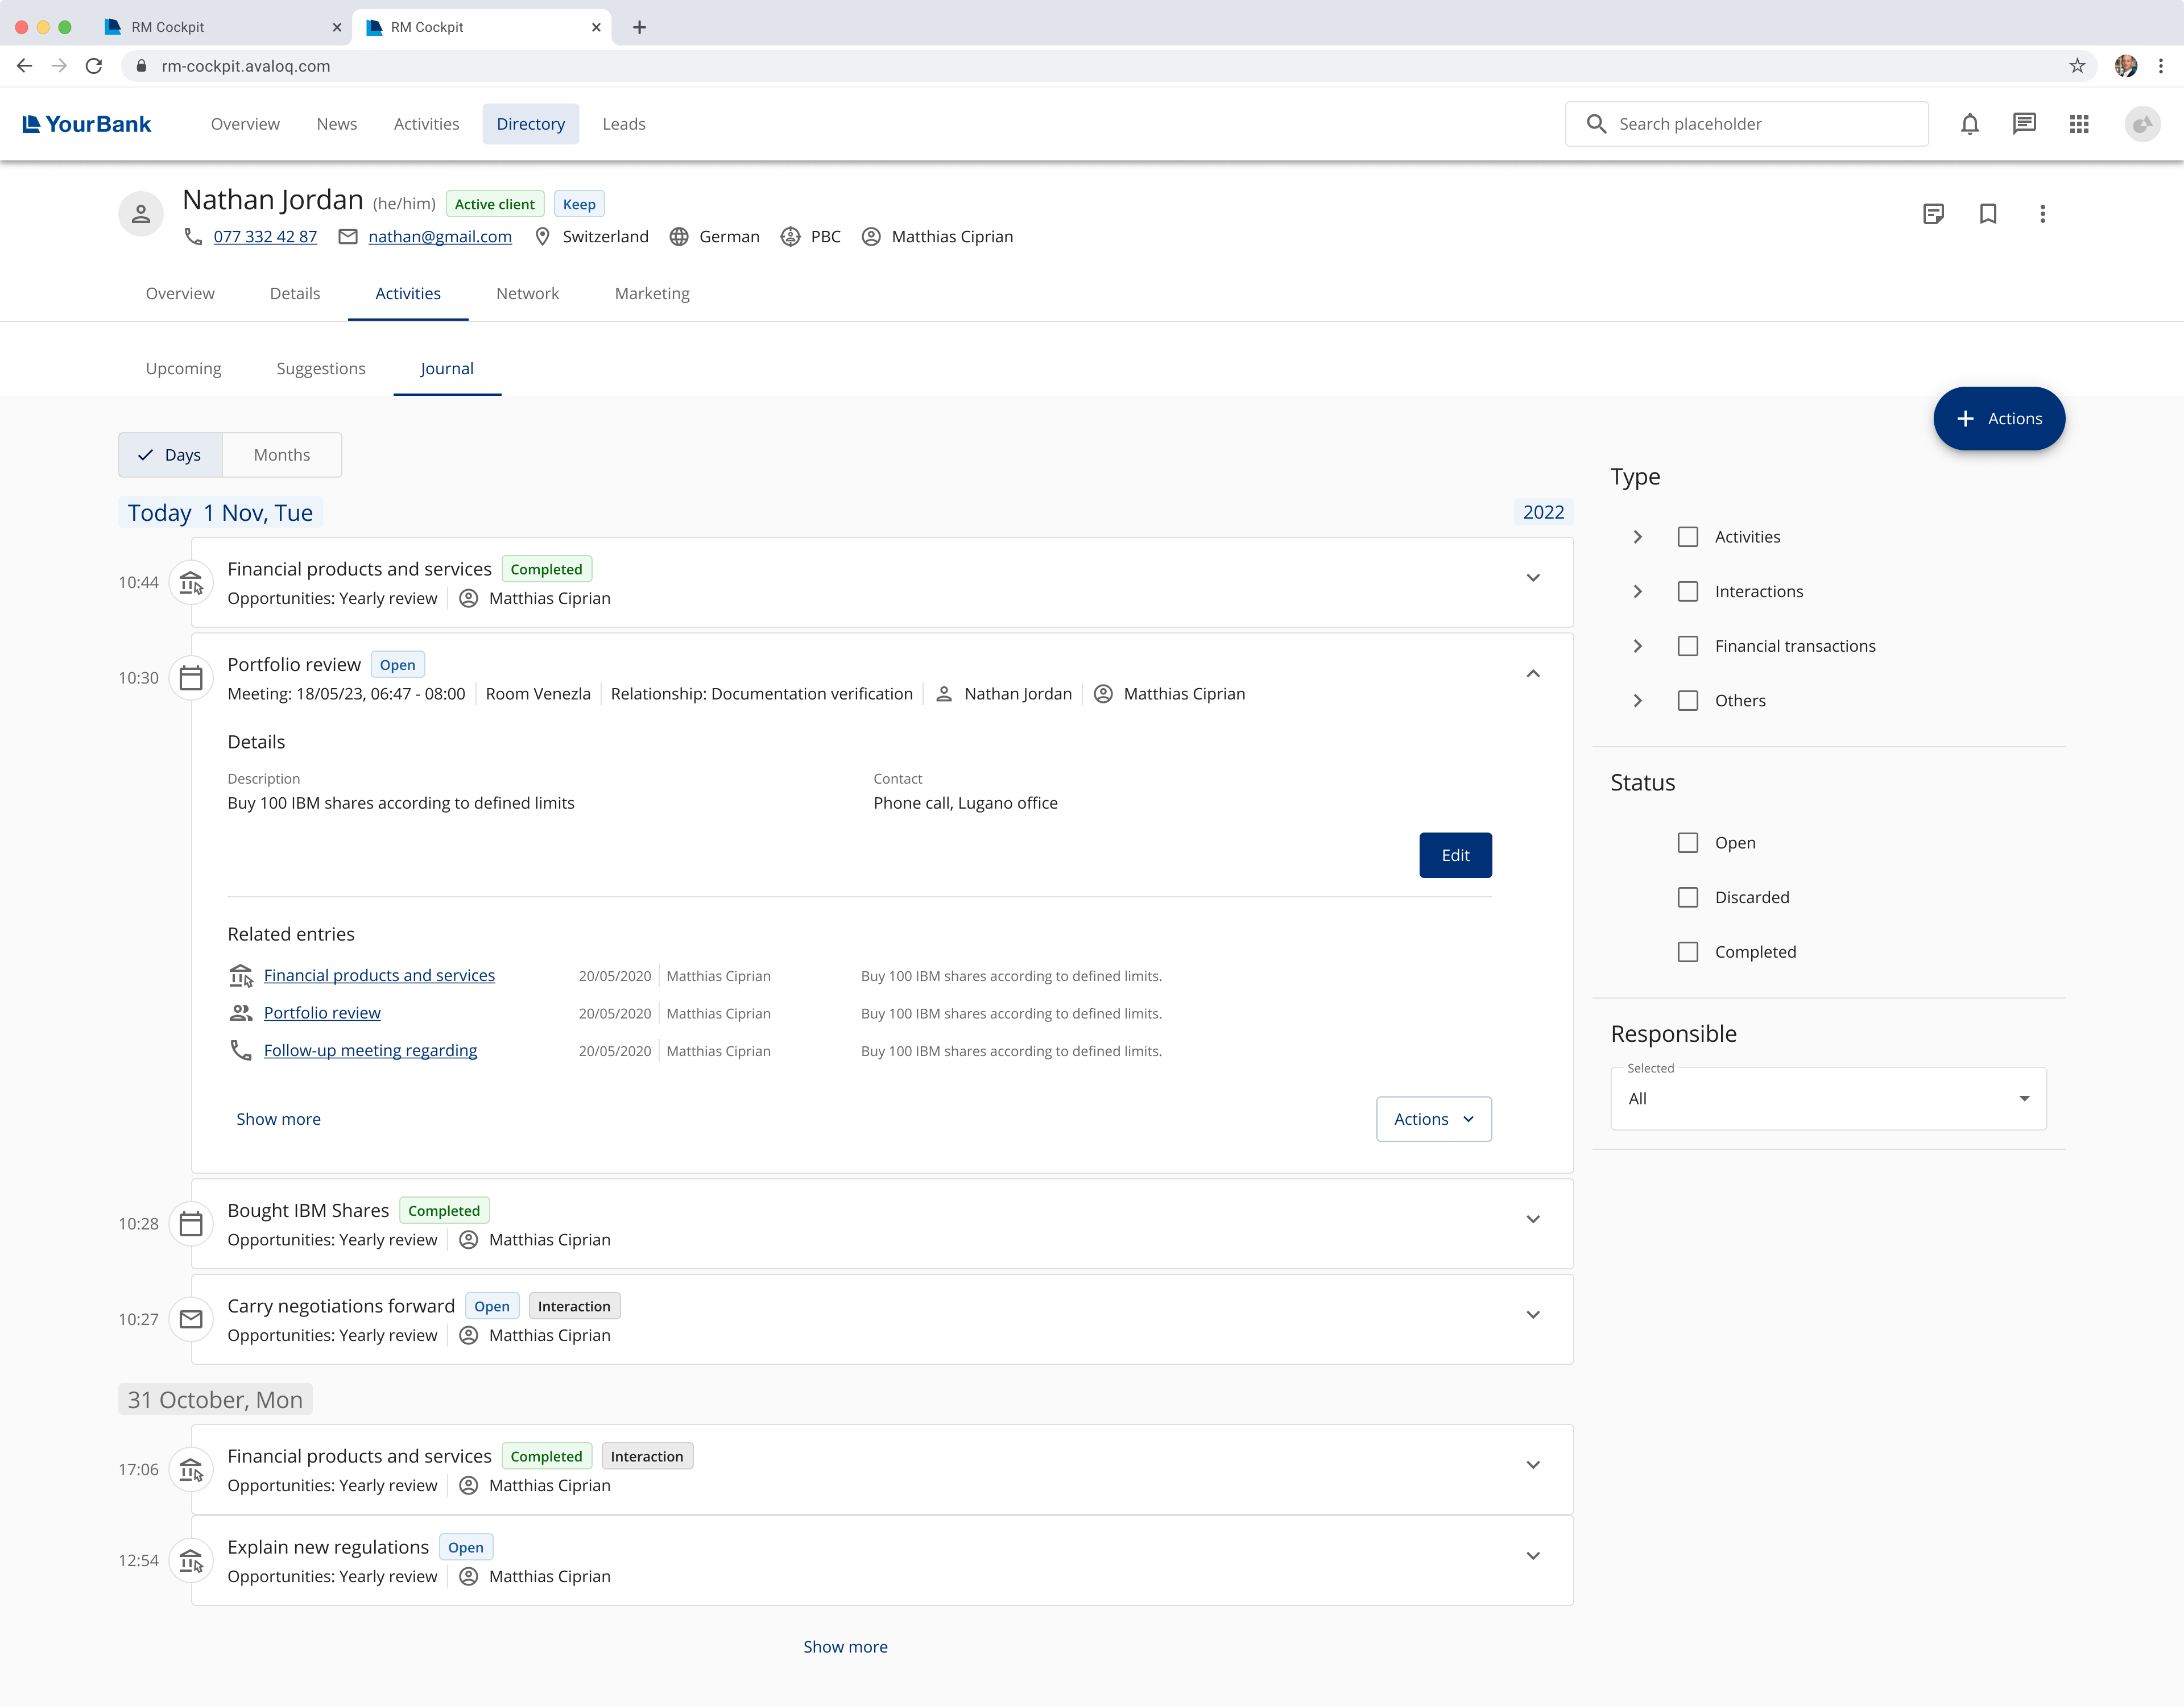 RM Cockpit
RM Cockpit
rm-cockpit.avaloq.com
YourBank Overview News Activities Directory Leads Search placeholder
Nathan Jordan (he/him) Active client Keep
077 332 42 87 nathan@gmail.com Switzerland German PBC Matthias Ciprian
Overview Details Activities Network Marketing
Upcoming Suggestions Journal
Actions
Days Months
Today 1 Nov, Tue 2022
10:44
Financial products and services Completed
Opportunities: Yearly review Matthias Ciprian
10:30
Portfolio review Open
Meeting: 18/05/23, 06:47 - 08:00 Room Venezla Relationship: Documentation verification Nathan Jordan Matthias Ciprian
Details
Description Contact
Buy 100 IBM shares according to defined limits Phone call, Lugano office
Edit
Related entries
Financial products and services 20/05/2020 Matthias Ciprian Buy 100 IBM shares according to defined limits.
Portfolio review 20/05/2020 Matthias Ciprian Buy 100 IBM shares according to defined limits.
Follow-up meeting regarding 20/05/2020 Matthias Ciprian Buy 100 IBM shares according to defined limits.
Show more Actions
10:28
Bought IBM Shares Completed
Opportunities: Yearly review Matthias Ciprian
10:27
Carry negotiations forward Open Interaction
Opportunities: Yearly review Matthias Ciprian
31 October, Mon
17:06
Financial products and services Completed Interaction
Opportunities: Yearly review Matthias Ciprian
12:54
Explain new regulations Open
Opportunities: Yearly review Matthias Ciprian
Show more
Type
Activities
Interactions
Financial transactions
Others
Status
Open
Discarded
Completed
Responsible
Selected
All